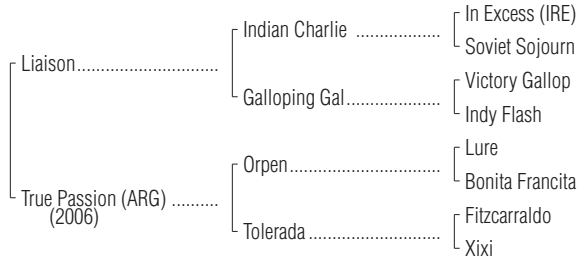 In Excess (IRE)
Indian Charlie ..................
Soviet Sojourn
Liaison..............................
Victory Gallop
Galloping Gal....................
Indy Flash
Lure
Orpen................................
Bonita Francita
True Passion (ARG) ..........
(2006)
Fitzcarraldo
Tolerada ............................
Xixi